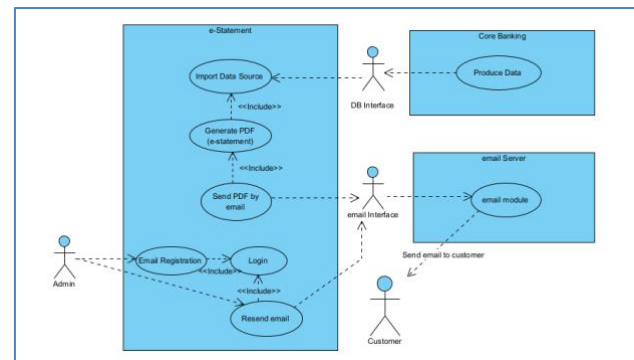 e-Statement
Core Banking
Import Data Source
Produce Data
DB Interface
<<Include>>
Generate PDF
(e-statement)
<<Include>>
email Server
Send PDF by
email
email Interface
email module
Send email to customer
Email Registration
Login
<<Include>>
Admin
<<Include>>
Resend email
Customer